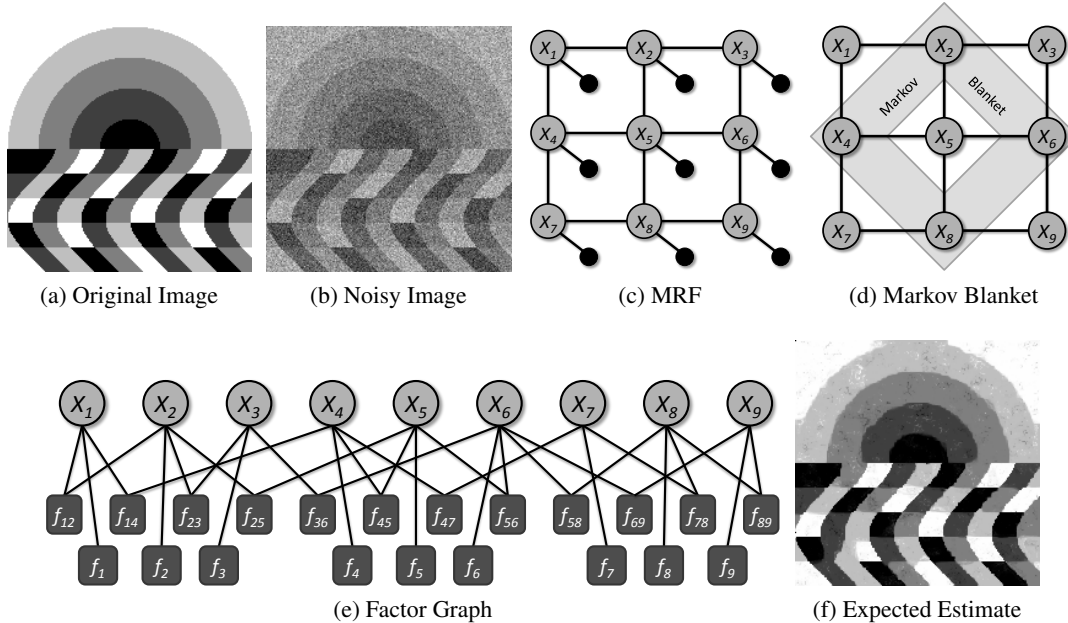 X1 X2 X3
X4 X5 X6
X7 X8 X9
X1 X2 X3
Markov Blanket
X4 X5 X6
X7 X8 X9
(a) Original Image
(b) Noisy Image
(c) MRF
(d) Markov Blanket
X1 X2 X3 X4 X5 X6 X7 X8 X9
f12 f14 f23 f25 f36 f45 f47 f56 f58 f69 f78 f89
f1 f2 f3 f4 f5 f6 f7 f8 f9
(e) Factor Graph
(f) Expected Estimate